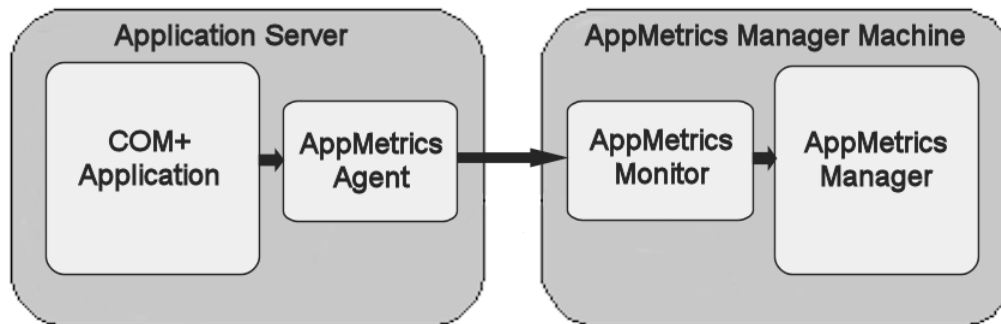 Application Server
COM+
Application
AppMetrics
Agent
AppMetrics Manager Machine
AppMetrics
Monitor
AppMetrics
Manager